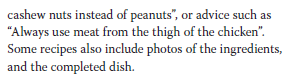 cashew nuts instead of peanuts”, or advice such as
“Always use meat from the thigh of the chicken”.
Some recipes also include photos of the ingredients,
and the completed dish.